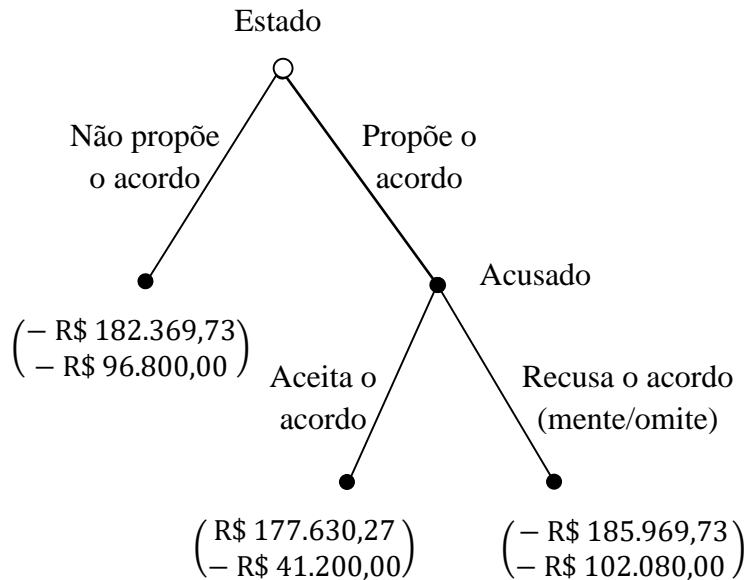 Estado
Não propõe
o acordo
Propõe o
acordo
Acusado
(− R$ 182.369,73
− R$ 96.800,00)
Aceita o
acordo
Recusa o acordo
(mente/omite)
(R$ 177.630,27
− R$ 41.200,00)
(− R$ 185.969,73
− R$ 102.080,00)